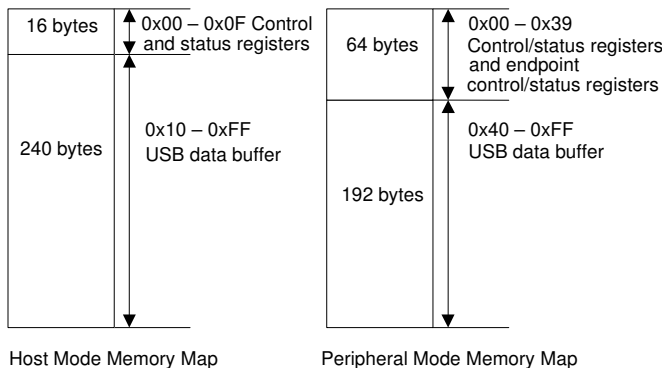 16 bytes
0x00 – 0x0F Control
and status registers
240 bytes
0x10 – 0xFF
USB data buffer
Host Mode Memory Map
64 bytes
0x00 – 0x39
Control/status registers
and endpoint
control/status registers
192 bytes
0x40 – 0xFF
USB data buffer
Peripheral Mode Memory Map